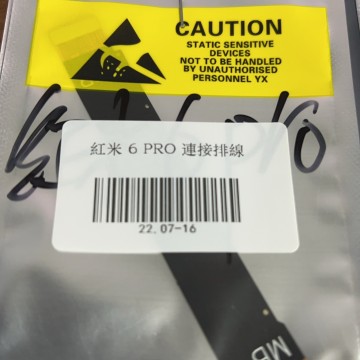 CAUTION
STATIC SENSITIVE
DEVICES
NOT TO BE HANDLED
BY UNAUTHORISED
PERSONNEL YX
紅米 6 PRO 連接排線
22.07-16
MB